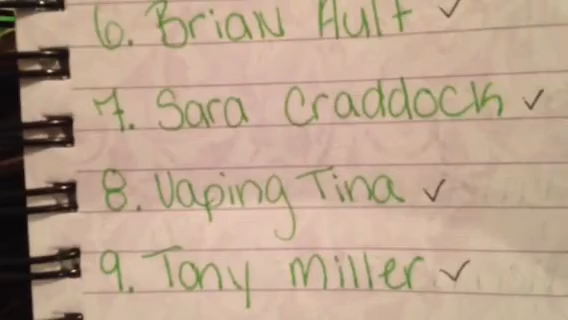 6. Brian Ault ✓
7. Sara Craddock ✓
8. Vaping Tina ✓
9. Tony Miller ✓